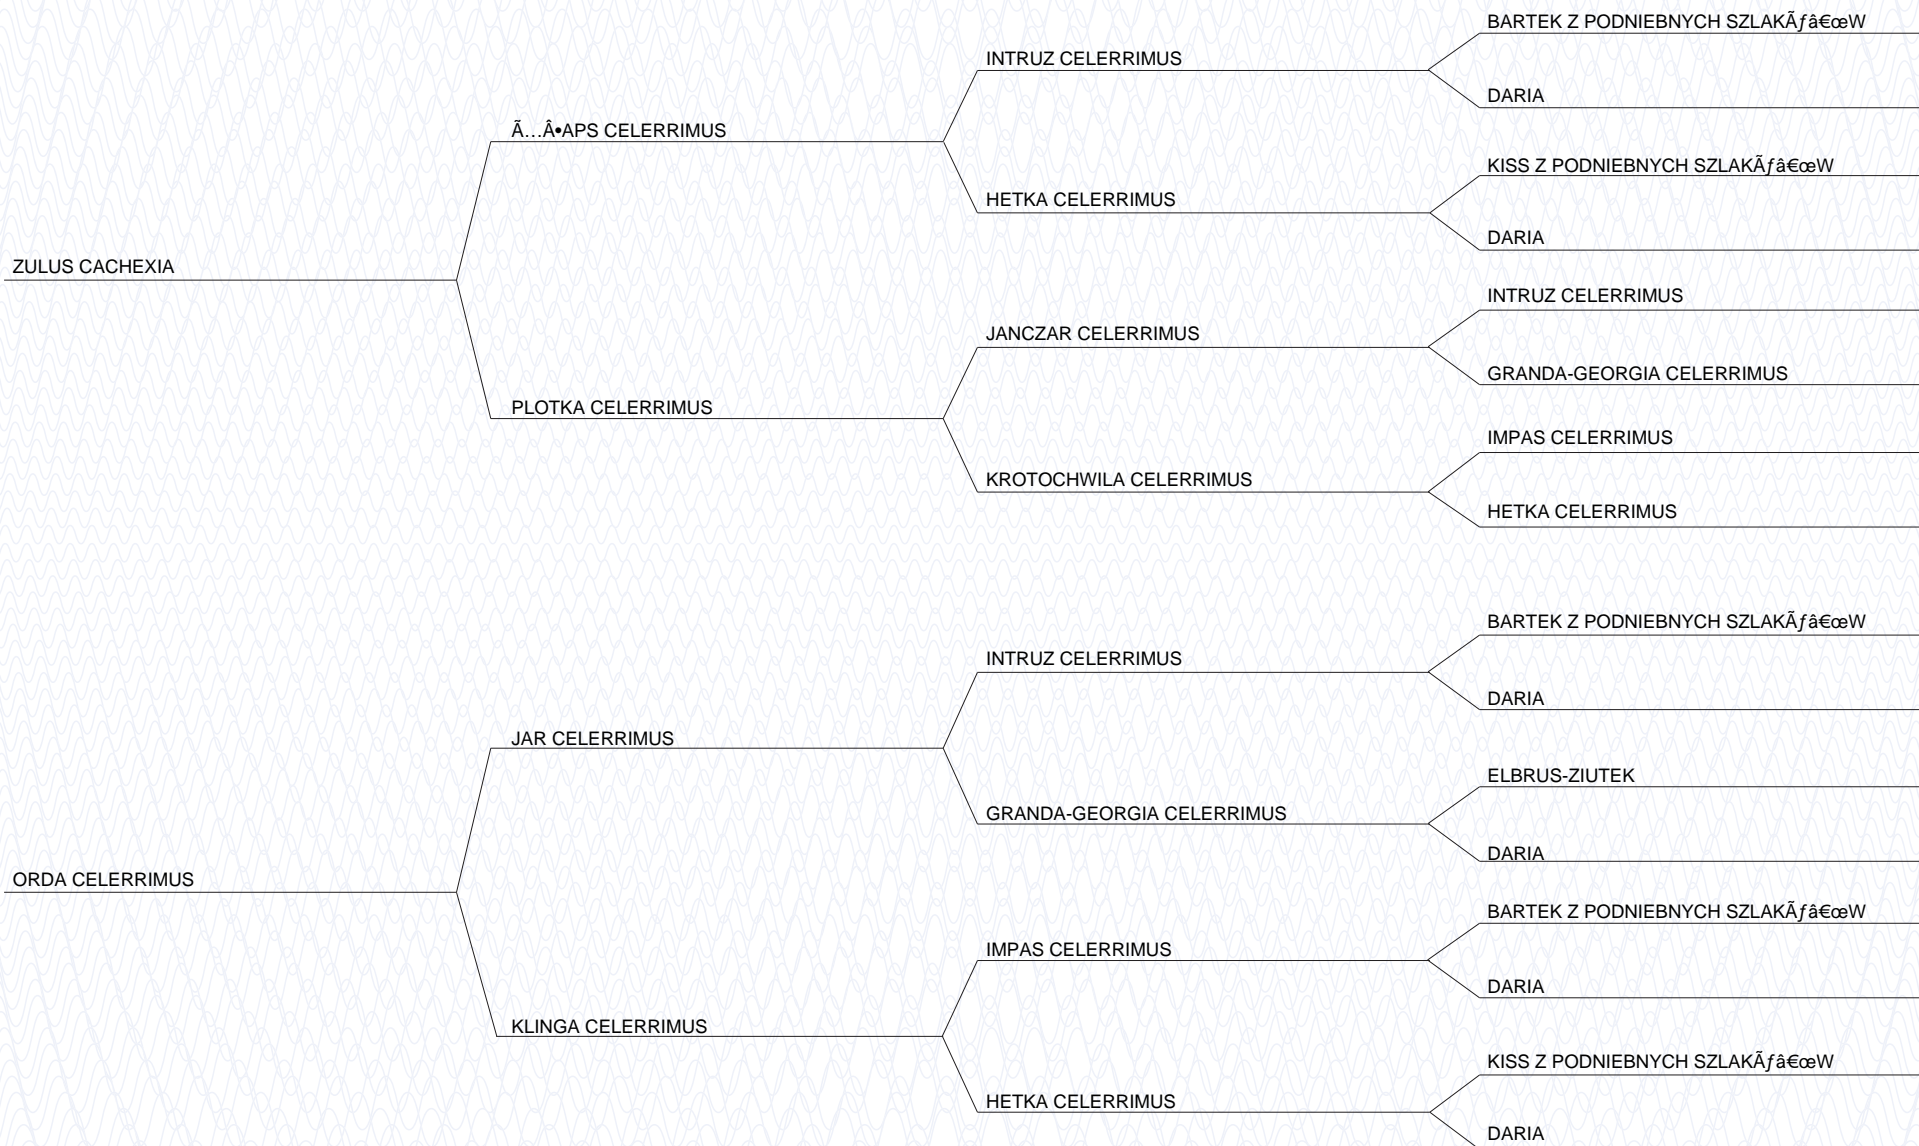 BARTEK Z PODNIEBNYCH SZLAKÃƒâ€œW
INTRUZ CELERRIMUS
DARIA
Ã…Â•APS CELERRIMUS
KISS Z PODNIEBNYCH SZLAKÃƒâ€œW
HETKA CELERRIMUS
DARIA
ZULUS CACHEXIA
INTRUZ CELERRIMUS
JANCZAR CELERRIMUS
GRANDA-GEORGIA CELERRIMUS
PLOTKA CELERRIMUS
IMPAS CELERRIMUS
KROTOCHWILA CELERRIMUS
HETKA CELERRIMUS
BARTEK Z PODNIEBNYCH SZLAKÃƒâ€œW
INTRUZ CELERRIMUS
DARIA
JAR CELERRIMUS
ELBRUS-ZIUTEK
GRANDA-GEORGIA CELERRIMUS
DARIA
ORDA CELERRIMUS
BARTEK Z PODNIEBNYCH SZLAKÃƒâ€œW
IMPAS CELERRIMUS
DARIA
KLINGA CELERRIMUS
KISS Z PODNIEBNYCH SZLAKÃƒâ€œW
HETKA CELERRIMUS
DARIA